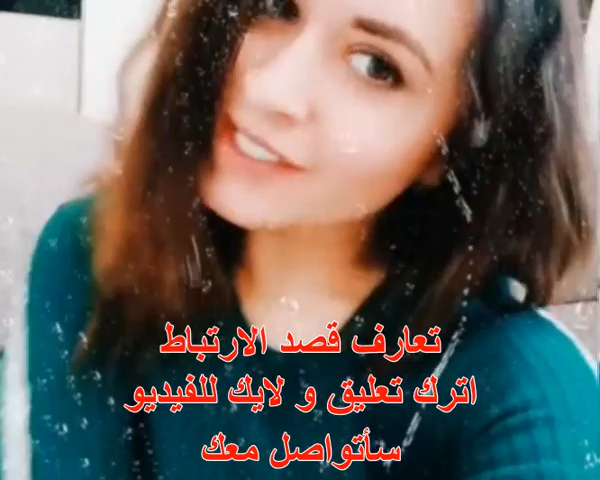 تعارف قصد الارتباط
اترك تعليق و لايك للفيديو
سأتواصل معك